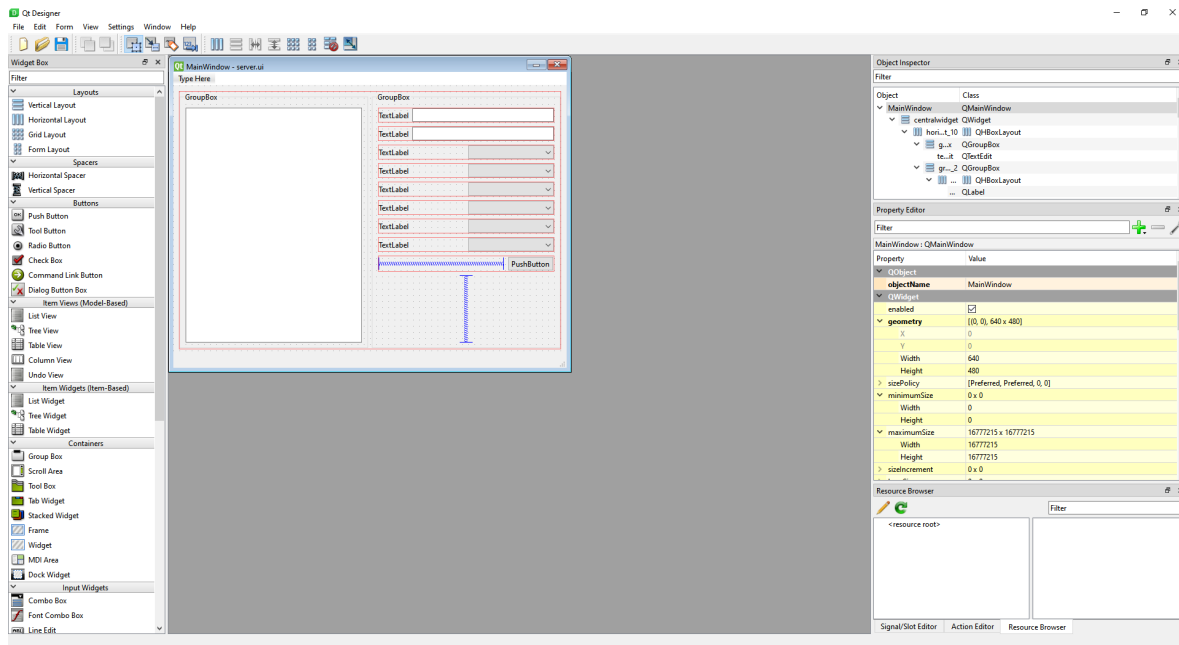 Qt Designer
File Edit Form View Settings Window Help
Widget Box
Filter
Layouts
Vertical Layout
Horizontal Layout
Grid Layout
Form Layout
Spacers
Horizontal Spacer
Vertical Spacer
Buttons
Push Button
Tool Button
Radio Button
Check Box
Command Link Button
Dialog Button Box
Item Views (Model-Based)
List View
Tree View
Table View
Column View
Undo View
Item Widgets (Item-Based)
List Widget
Tree Widget
Table Widget
Containers
Group Box
Scroll Area
Tool Box
Tab Widget
Stacked Widget
Frame
Widget
MDI Area
Dock Widget
Input Widgets
Combo Box
Font Combo Box
Line Edit
MainWindow - server.ui
Type Here
GroupBox
GroupBox
TextLabel
TextLabel
TextLabel
TextLabel
TextLabel
TextLabel
TextLabel
TextLabel
PushButton
Object Inspector
Filter
Object Class
MainWindow QMainWindow
centralwidget QWidget
hori...t_10 QHBoxLayout
g...x QGroupBox
te...it QTextEdit
gr..._2 QGroupBox
... QHBoxLayout
... QLabel
Property Editor
Filter
MainWindow : QMainWindow
Property Value
QObject
objectName MainWindow
QWidget
enabled
geometry [(0, 0), 640 x 480]
X 0
Y 0
Width 640
Height 480
sizePolicy [Preferred, Preferred, 0, 0]
minimumSize 0 x 0
Width 0
Height 0
maximumSize 16777215 x 16777215
Width 16777215
Height 16777215
sizeIncrement 0 x 0
Resource Browser
Filter
<resource root>
Signal/Slot Editor Action Editor Resource Browser